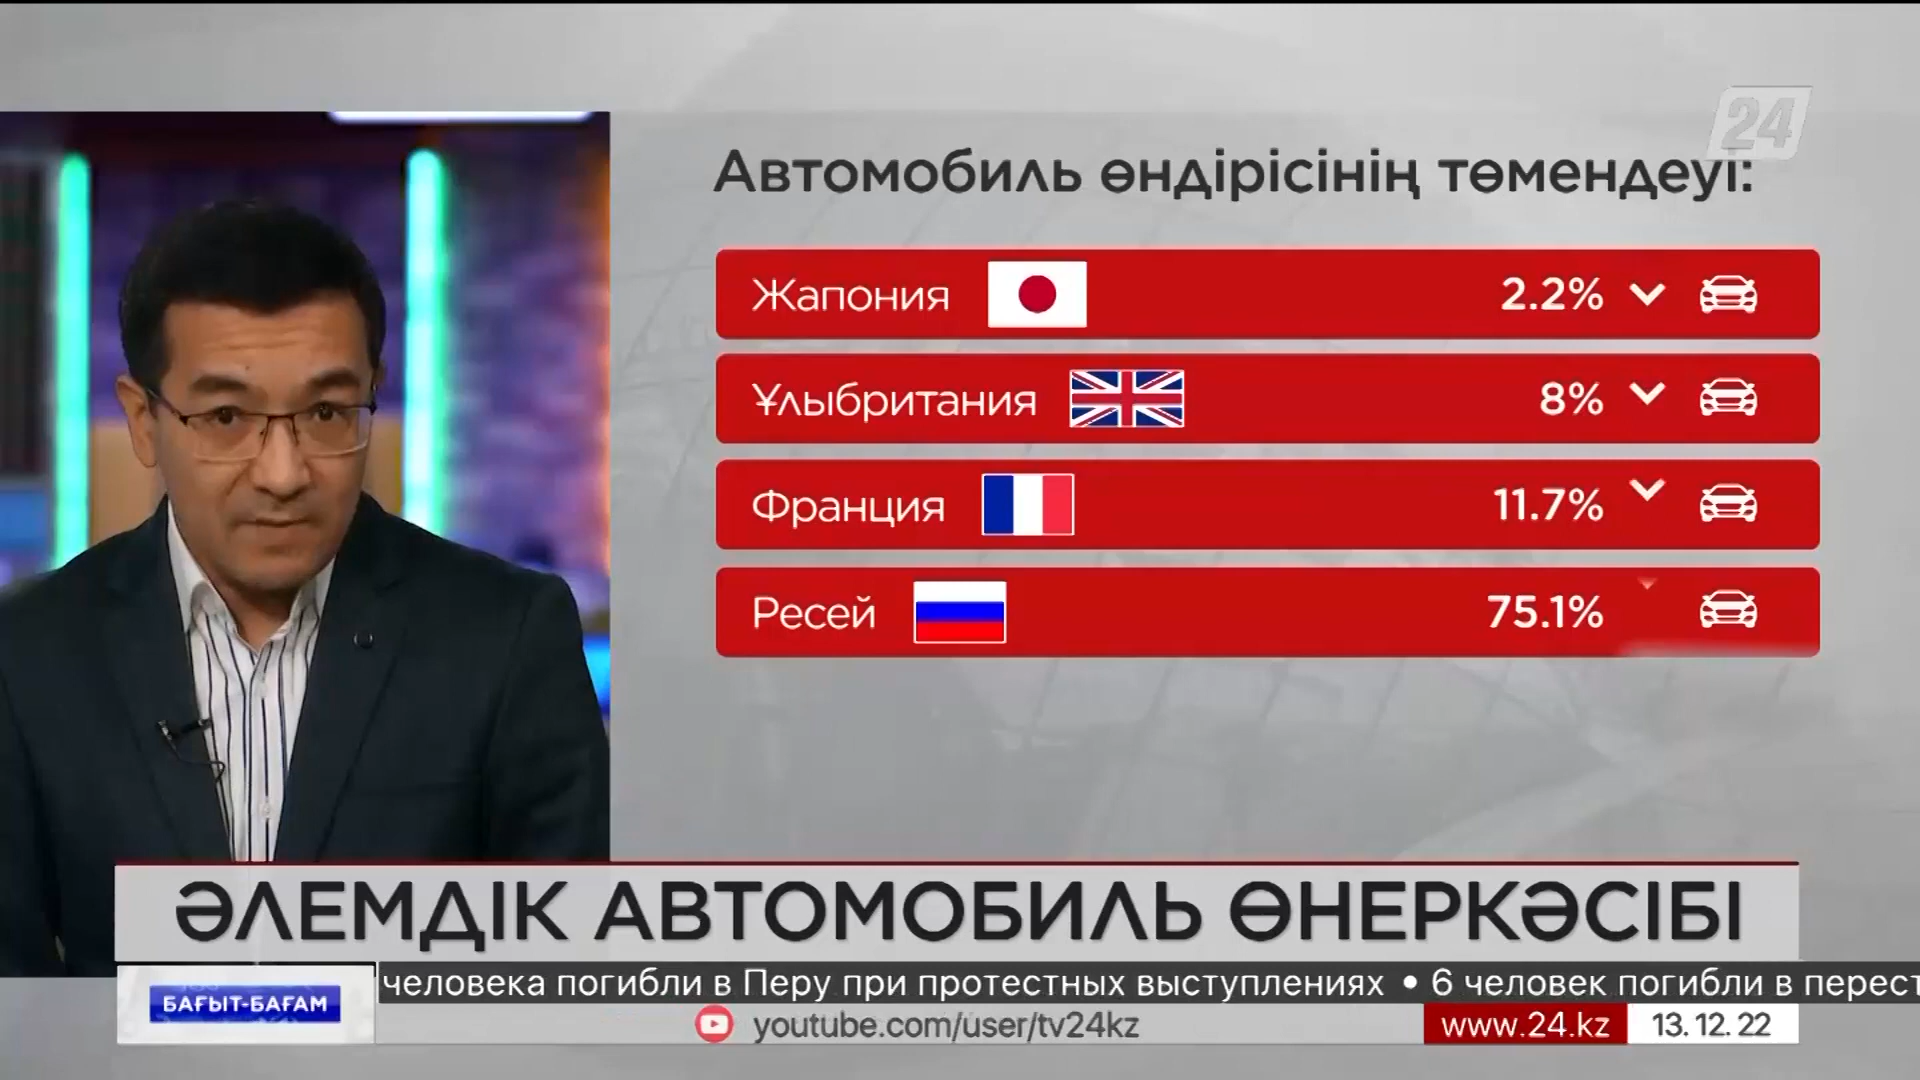 24
Автомобиль өндірісінің төмендеуі:
Жапония 2.2%
Ұлыбритания 8%
Франция 11.7%
Ресей 75.1%
ӘЛЕМДІК АВТОМОБИЛЬ ӨНЕРКӘСІБІ
человека погибли в Перу при протестных выступлениях • 6 человек погибли в перест
БАҒЫТ-БАҒАМ
youtube.com/user/tv24kz
www.24.kz
13.12.22